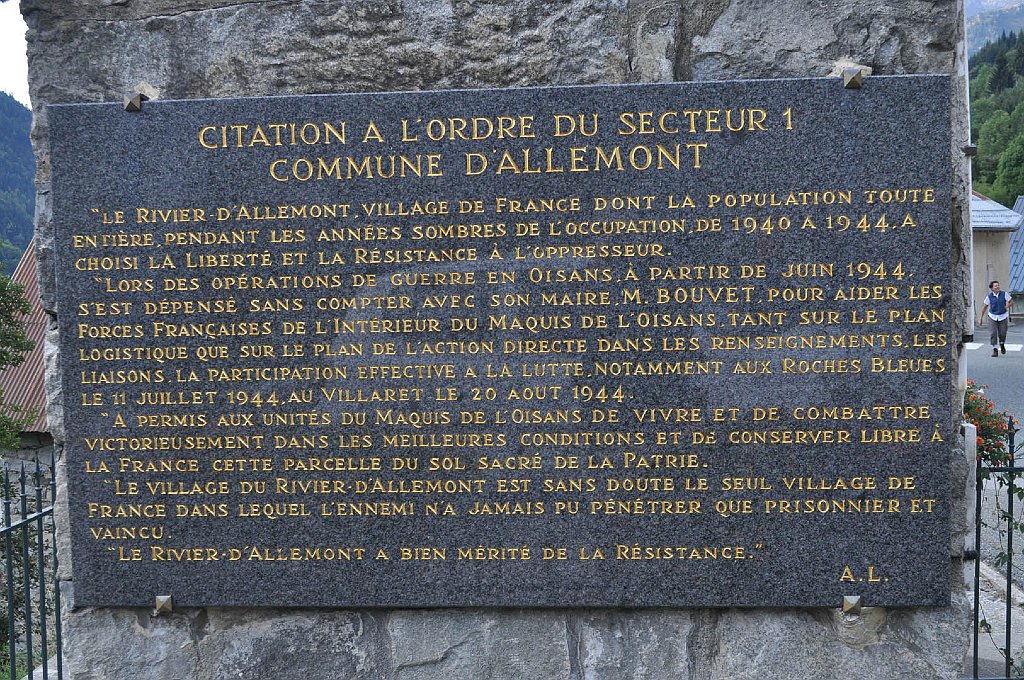 CITATION A L'ORDRE DU SECTEUR 1
COMMUNE D'ALLEMONT
"LE RIVIER-D'ALLEMONT, VILLAGE DE FRANCE DONT LA POPULATION TOUTE
ENTIÈRE, PENDANT LES ANNÉES SOMBRES DE L'OCCUPATION, DE 1940 A 1944, A
CHOISI LA LIBERTÉ ET LA RÉSISTANCE À L'OPPRESSEUR.
"LORS DES OPÉRATIONS DE GUERRE EN OISANS, À PARTIR DE JUIN 1944,
S'EST DÉPENSÉ SANS COMPTER AVEC SON MAIRE, M. BOUVET, POUR AIDER LES
FORCES FRANÇAISES DE L'INTÉRIEUR DU MAQUIS DE L'OISANS, TANT SUR LE PLAN
LOGISTIQUE QUE SUR LE PLAN DE L'ACTION DIRECTE DANS LES RENSEIGNEMENTS, LES
LIAISONS, LA PARTICIPATION EFFECTIVE A LA LUTTE, NOTAMMENT AUX ROCHES BLEUES
LE 11 JUILLET 1944, AU VILLARET LE 20 AOUT 1944.
"A PERMIS AUX UNITÉS DU MAQUIS DE L'OISANS DE VIVRE ET DE COMBATTRE
VICTORIEUSEMENT DANS LES MEILLEURES CONDITIONS ET DE CONSERVER LIBRE À
LA FRANCE CETTE PARCELLE DU SOL SACRÉ DE LA PATRIE.
"LE VILLAGE DU RIVIER-D'ALLEMONT EST SANS DOUTE LE SEUL VILLAGE DE
FRANCE DANS LEQUEL L'ENNEMI N'A JAMAIS PU PÉNÉTRER QUE PRISONNIER ET
VAINCU.
"LE RIVIER-D'ALLEMONT A BIEN MÉRITÉ DE LA RÉSISTANCE."
A.L.